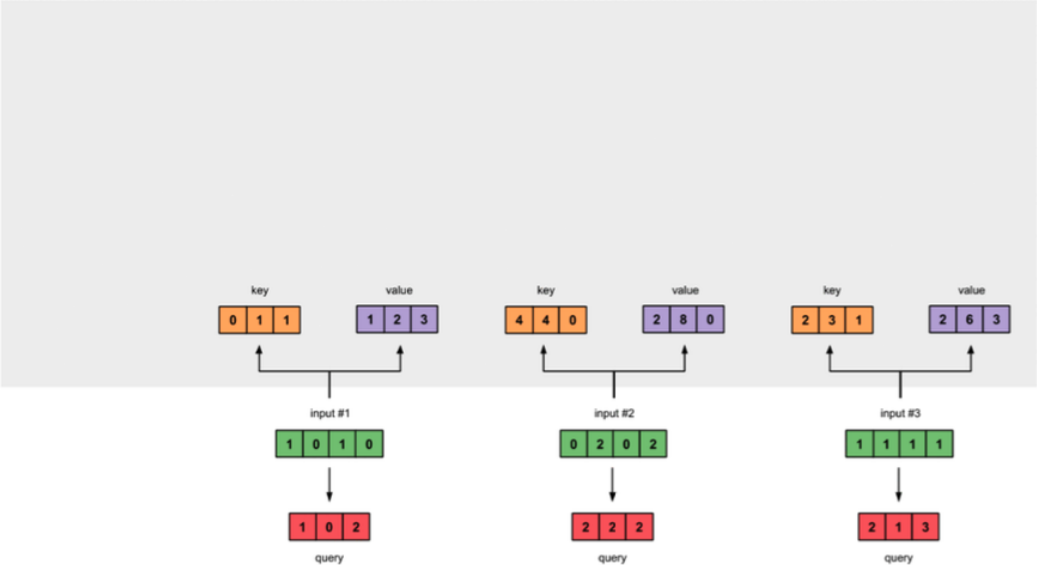 key value key value key value
0 1 1 1 2 3 4 4 0 2 8 0 2 3 1 2 6 3
input #1 input #2 input #3
1 0 1 0 0 2 0 2 1 1 1 1
1 0 2 2 2 2 2 1 3
query query query